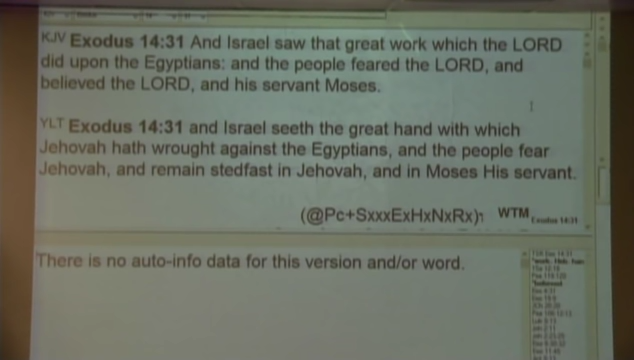 KJV Exodus 14:31 And Israel saw that great work which the LORD
did upon the Egyptians: and the people feared the LORD, and
believed the LORD, and his servant Moses.
YLT Exodus 14:31 and Israel seeth the great hand with which
Jehovah hath wrought against the Egyptians, and the people fear
Jehovah, and remain stedfast in Jehovah, and in Moses His servant.
(@Pc+SxxxExHxNxRx) WTM Exodus 14:31
There is no auto-info data for this version and/or word.